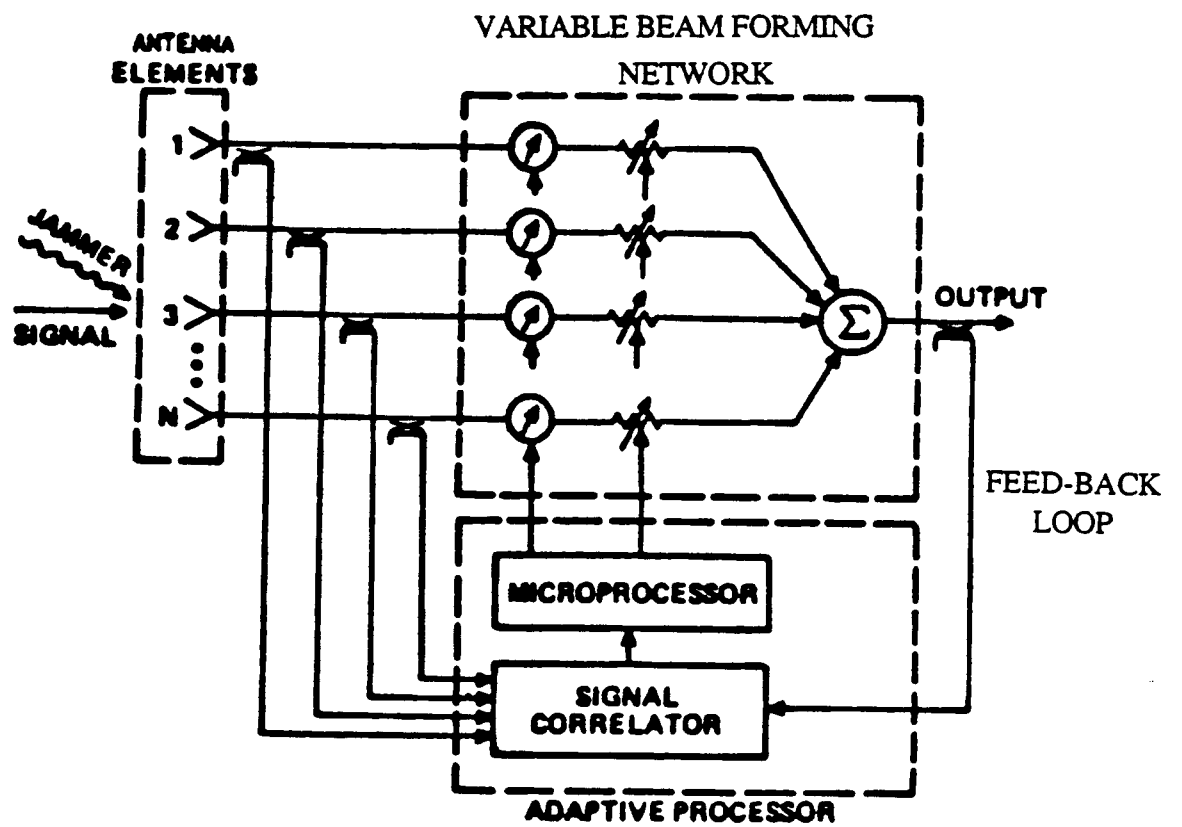 VARIABLE BEAM FORMING
NETWORK
ANTENNA
ELEMENTS
1
2
JAMMER
3
SIGNAL
N
Σ
OUTPUT
FEED-BACK
LOOP
MICROPROCESSOR
SIGNAL
CORRELATOR
ADAPTIVE PROCESSOR